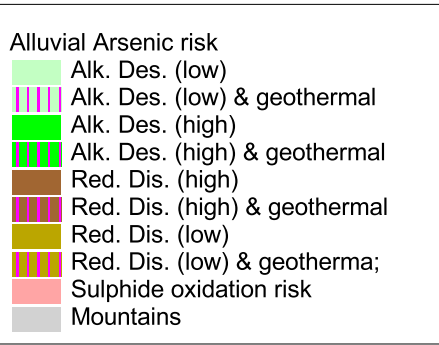 Alluvial Arsenic risk
Alk. Des. (low)
Alk. Des. (low) & geothermal
Alk. Des. (high)
Alk. Des. (high) & geothermal
Red. Dis. (high)
Red. Dis. (high) & geothermal
Red. Dis. (low)
Red. Dis. (low) & geotherma;
Sulphide oxidation risk
Mountains